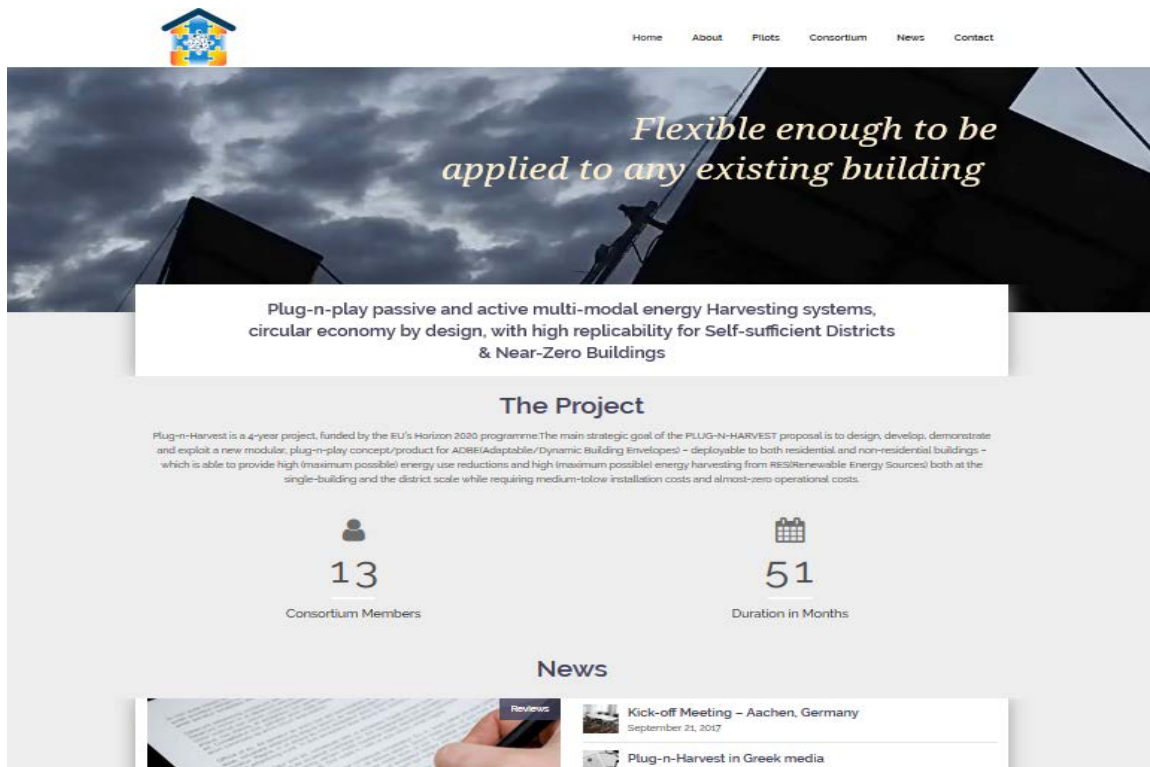 Home About Pilots Consortium News Contact
Flexible enough to be
applied to any existing building
Plug-n-play passive and active multi-modal energy Harvesting systems,
circular economy by design, with high replicability for Self-sufficient Districts
& Near-Zero Buildings
The Project
Plug-n-Harvest is a 4-year project, funded by the EU's Horizon 2020 programme.The main strategic goal of the PLUG-N-HARVEST proposal is to design, develop, demonstrate
and exploit a new modular, plug-n-play concept/product for ADBE(Adaptable/Dynamic Building Envelopes) – deployable to both residential and non-residential buildings –
which is able to provide high (maximum possible) energy use reductions and high (maximum possible) energy harvesting from RES(Renewable Energy Sources) both at the
single-building and the district scale while requiring medium-tolow installation costs and almost-zero operational costs.
13
Consortium Members
51
Duration in Months
News
Reviews
Kick-off Meeting – Aachen, Germany
September 21, 2017
Plug-n-Harvest in Greek media